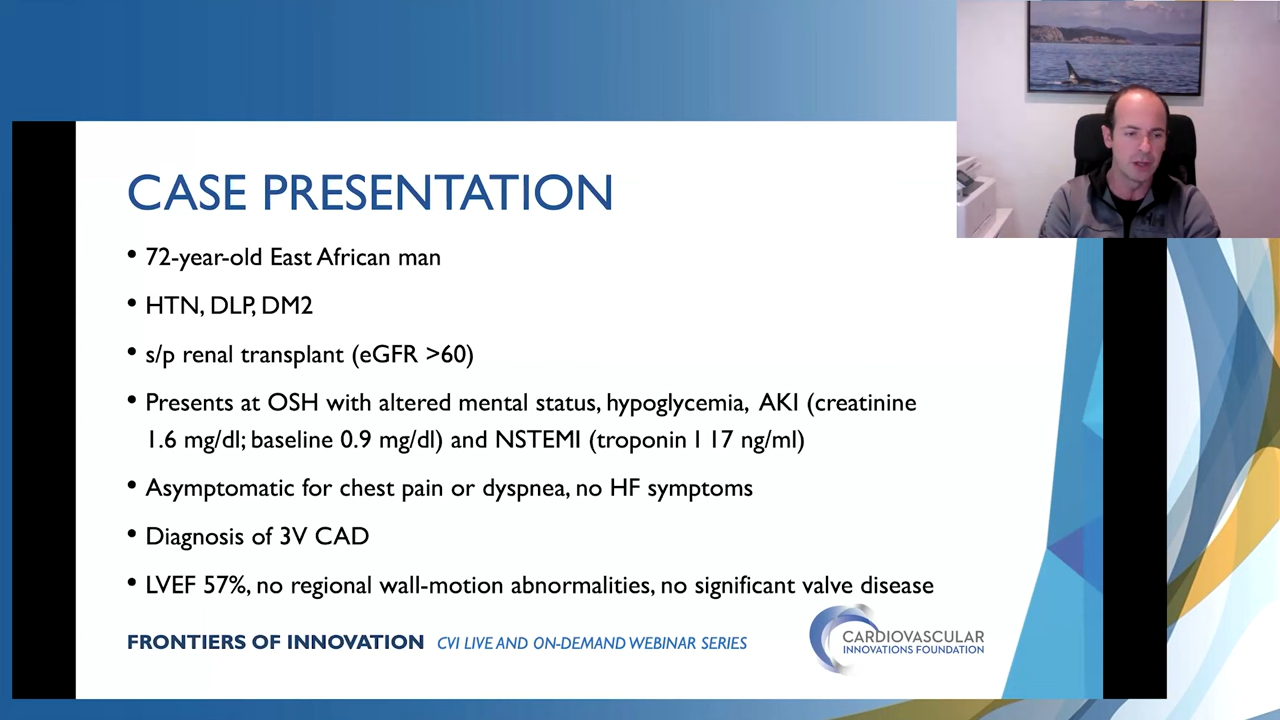 CASE PRESENTATION
• 72-year-old East African man
• HTN, DLP, DM2
• s/p renal transplant (eGFR >60)
• Presents at OSH with altered mental status, hypoglycemia, AKI (creatinine
1.6 mg/dl; baseline 0.9 mg/dl) and NSTEMI (troponin I 17 ng/ml)
• Asymptomatic for chest pain or dyspnea, no HF symptoms
• Diagnosis of 3V CAD
• LVEF 57%, no regional wall-motion abnormalities, no significant valve disease
FRONTIERS OF INNOVATION CVI LIVE AND ON-DEMAND WEBINAR SERIES
CARDIOVASCULAR
INNOVATIONS FOUNDATION